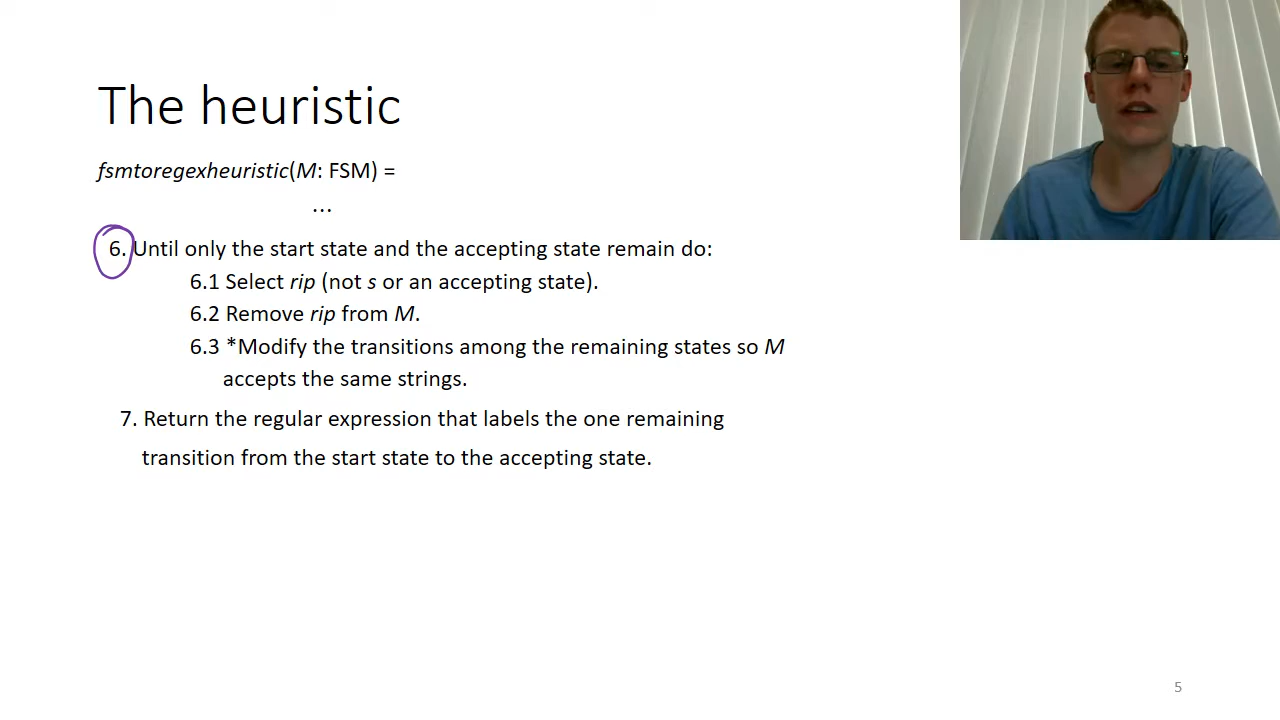 The heuristic
fsmtoregexheuristic(M: FSM) =
…
6. Until only the start state and the accepting state remain do:
6.1 Select rip (not s or an accepting state).
6.2 Remove rip from M.
6.3 *Modify the transitions among the remaining states so M
accepts the same strings.
7. Return the regular expression that labels the one remaining
transition from the start state to the accepting state.
5